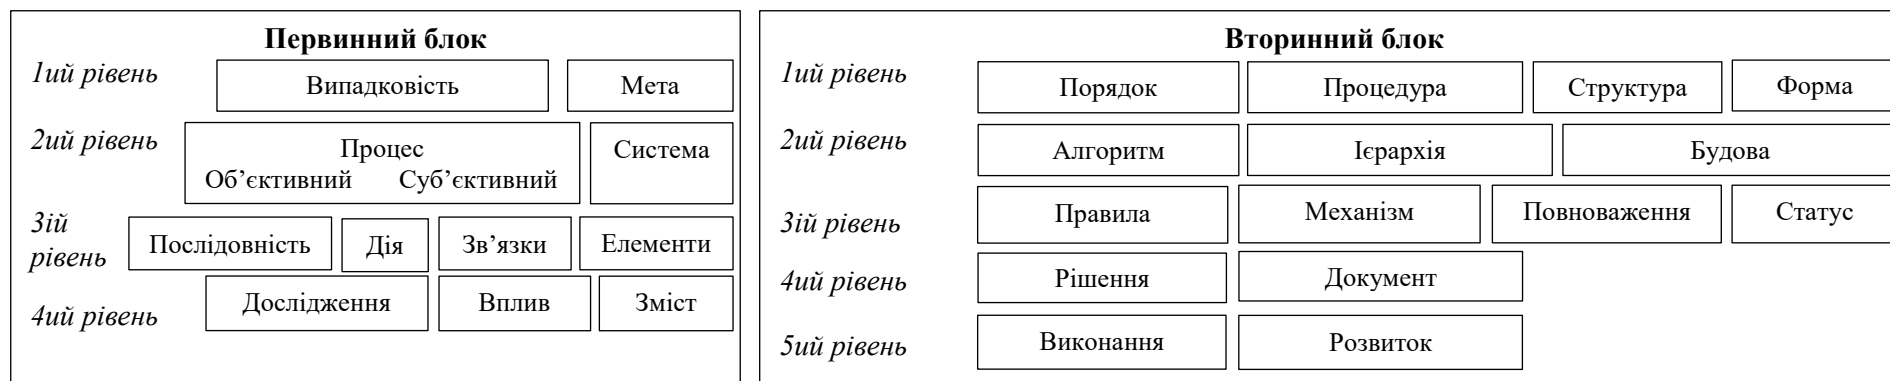 Первинний блок
1ий рівень
Випадковість
Мета
2ий рівень
Процес
Об’єктивний Суб’єктивний
Система
3ій
рівень
Послідовність
Дія
Зв’язки
Елементи
4ий рівень
Дослідження
Вплив
Зміст
Вторинний блок
1ий рівень
Порядок
Процедура
Структура
Форма
2ий рівень
Алгоритм
Ієрархія
Будова
3ій рівень
Правила
Механізм
Повноваження
Статус
4ий рівень
Рішення
Документ
5ий рівень
Виконання
Розвиток